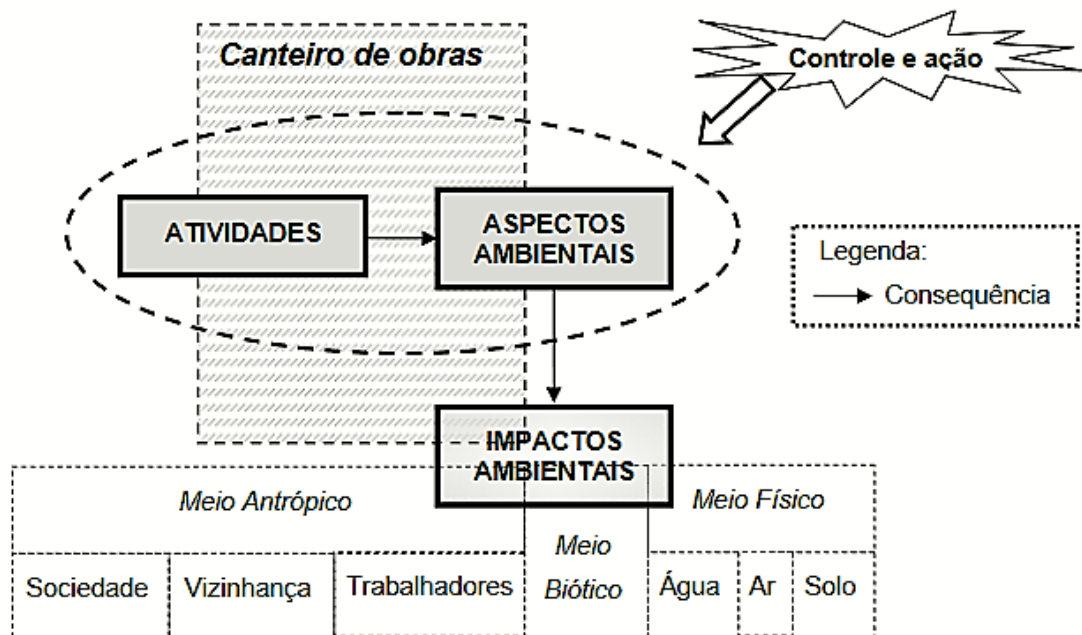 Canteiro de obras
Controle e ação
ATIVIDADES
ASPECTOS
AMBIENTAIS
Legenda:
Consequência
IMPACTOS
AMBIENTAIS
Meio Antrópico
Meio Físico
Meio
Biótico
Sociedade
Vizinhança
Trabalhadores
Água
Ar
Solo